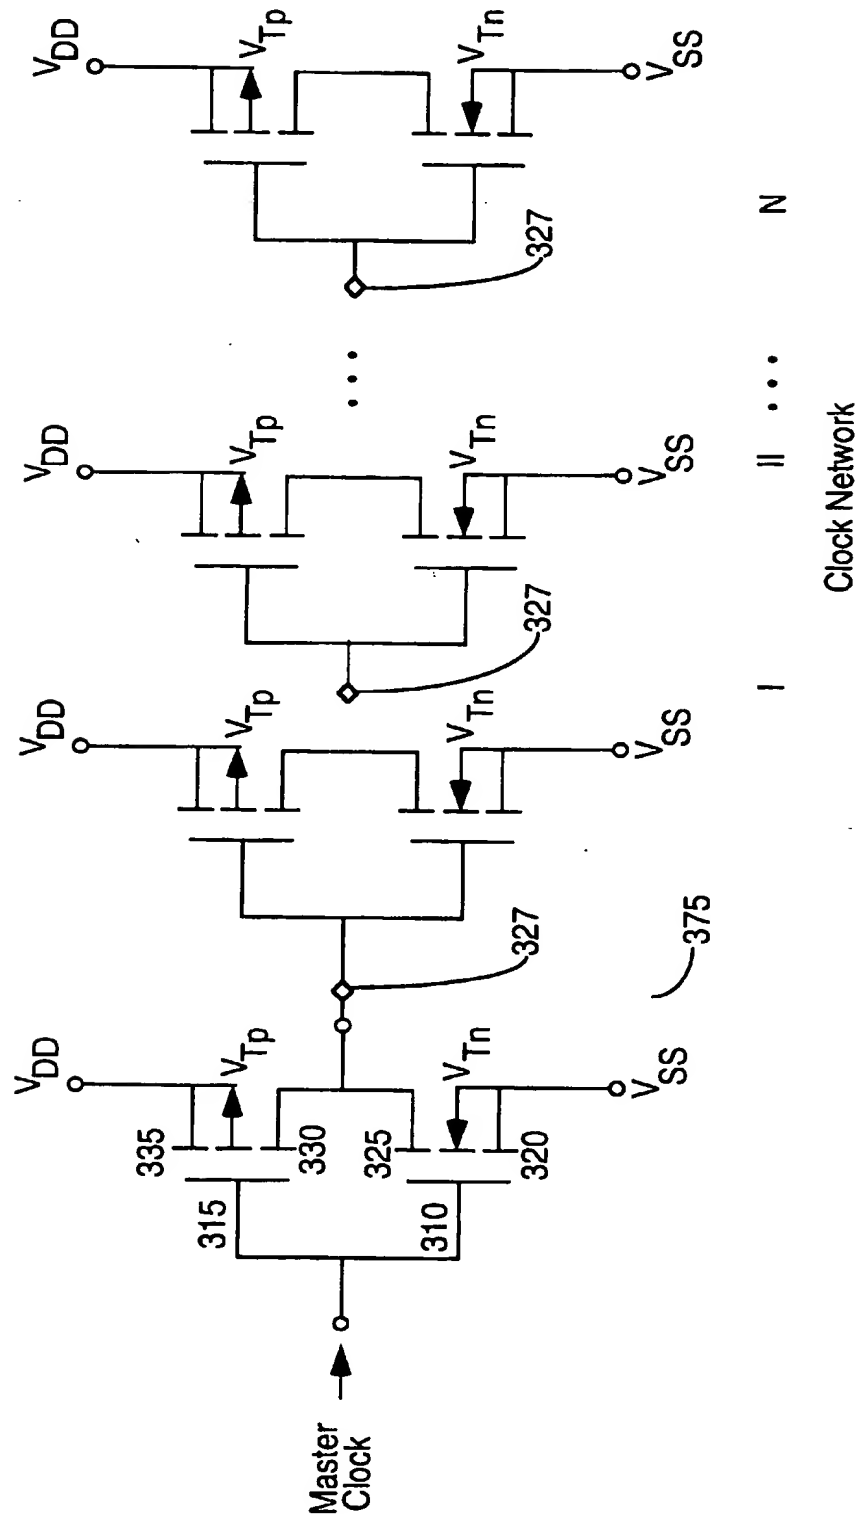 Master
Clock
V_DD
V_Tp
335
330
315
325
320
310
V_Tn
V_SS
327
375
V_DD
V_Tp
V_Tn
V_SS
327
V_DD
V_Tp
V_Tn
V_SS
327
• • •
V_DD
V_Tp
V_Tn
V_SS
I II • • • N
Clock Network